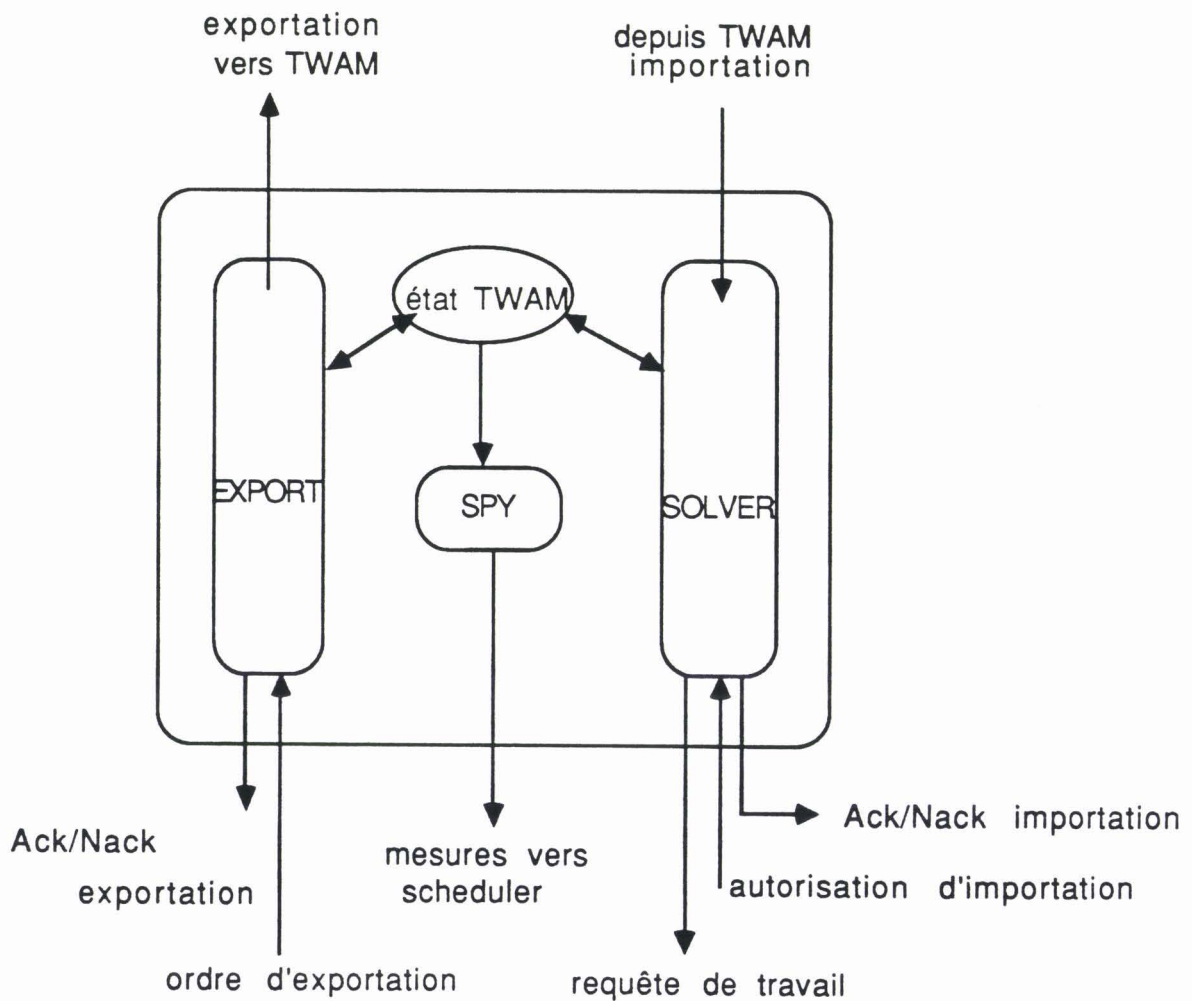 exportation
vers TWAM
depuis TWAM
importation
état TWAM
EXPORT
SPY
SOLVER
Ack/Nack
exportation
mesures vers
scheduler
Ack/Nack importation
autorisation d'importation
ordre d'exportation
requête de travail